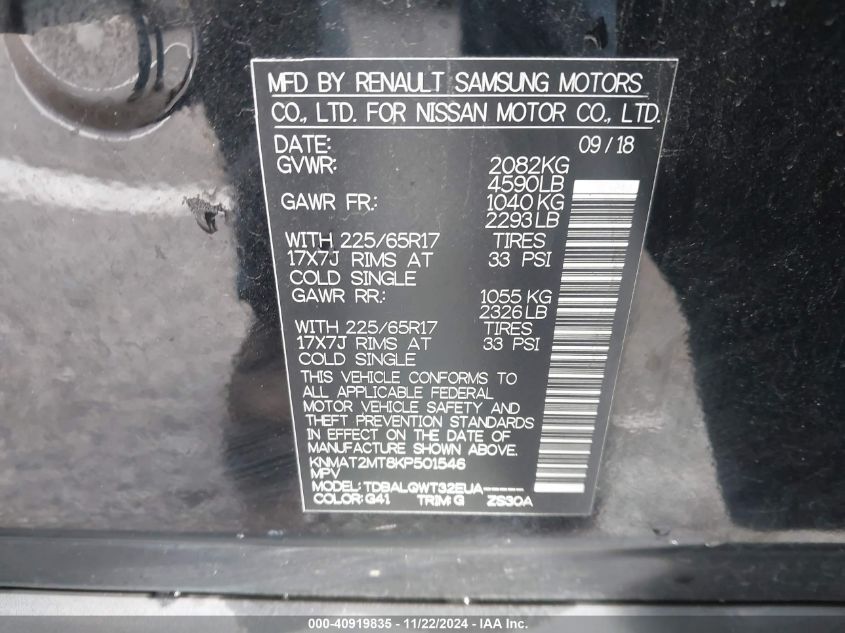 MFD BY RENAULT SAMSUNG MOTORS
CO., LTD. FOR NISSAN MOTOR CO., LTD.
DATE: 09/18
GVWR: 2082KG
4590LB
GAWR FR.: 1040KG
2293LB
WITH 225/65R17 TIRES
17X7J RIMS AT 33 PSI
COLD SINGLE
GAWR RR.: 1055KG
2326LB
WITH 225/65R17 TIRES
17X7J RIMS AT 33 PSI
COLD SINGLE
THIS VEHICLE CONFORMS TO
ALL APPLICABLE FEDERAL
MOTOR VEHICLE SAFETY AND
THEFT PREVENTION STANDARDS
IN EFFECT ON THE DATE OF
MANUFACTURE SHOWN ABOVE.
KNMAT2MT8KP501546
MPV
MODEL: TDBALGWT32EUA-----
COLOR: G41 TRIM: G ZS30A
000-40919835 - 11/22/2024 - IAA Inc.